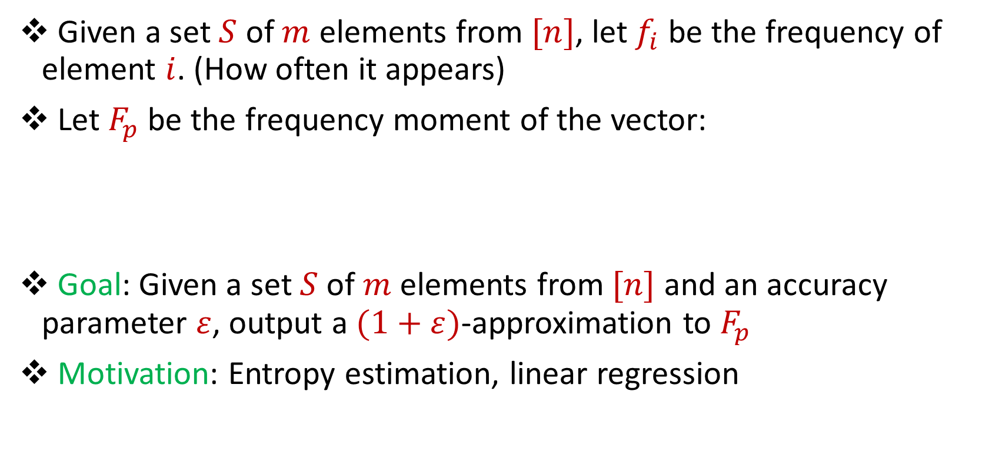 ❖ Given a set S of m elements from [n], let f_i be the frequency of
element i. (How often it appears)
❖ Let F_p be the frequency moment of the vector:
❖ Goal: Given a set S of m elements from [n] and an accuracy
parameter ε, output a (1 + ε)-approximation to F_p
❖ Motivation: Entropy estimation, linear regression